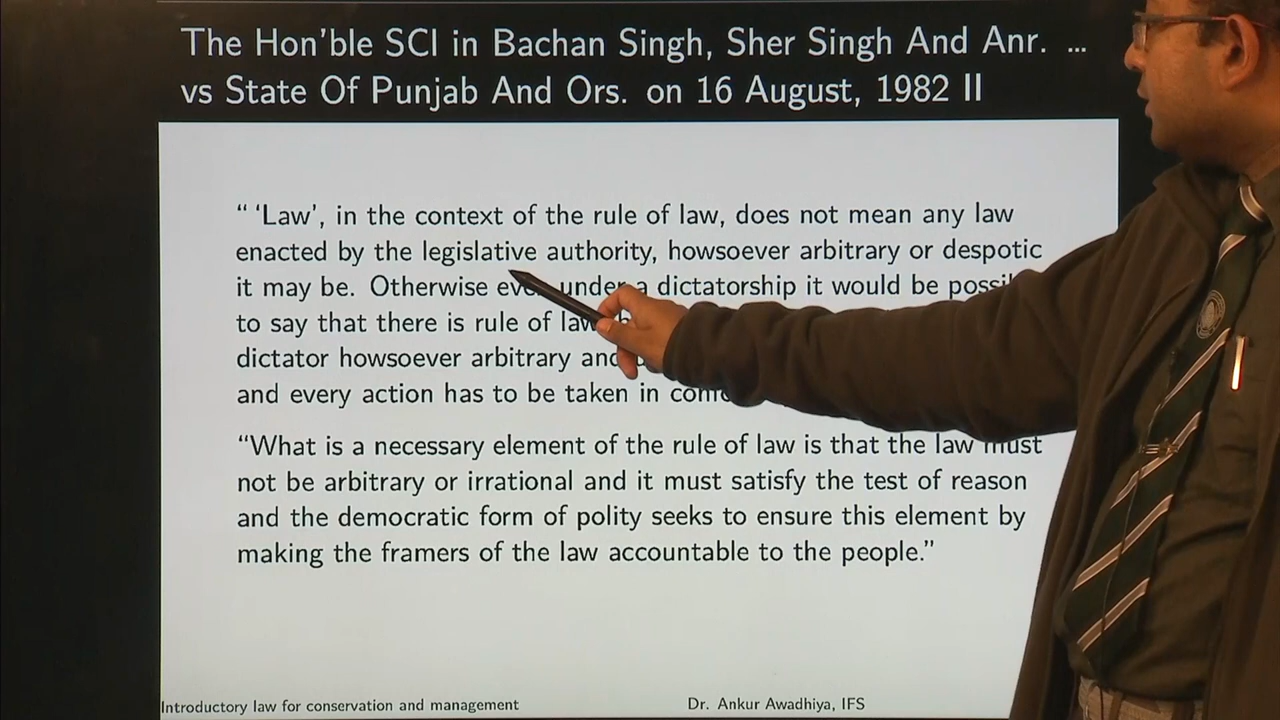 The Hon'ble SCI in Bachan Singh, Sher Singh And Anr. ...
vs State Of Punjab And Ors. on 16 August, 1982 II
“ ‘Law’, in the context of the rule of law, does not mean any law
enacted by the legislative authority, howsoever arbitrary or despotic
it may be. Otherwise under a dictatorship it would be
to say that there is rule of
dictator howsoever arbitrary
and every action has to be taken in
“What is a necessary element of the rule of law is that the law must
not be arbitrary or irrational and it must satisfy the test of reason
and the democratic form of polity seeks to ensure this element by
making the framers of the law accountable to the people.”
Introductory law for conservation and management
Dr. Ankur Awadhiya, IFS